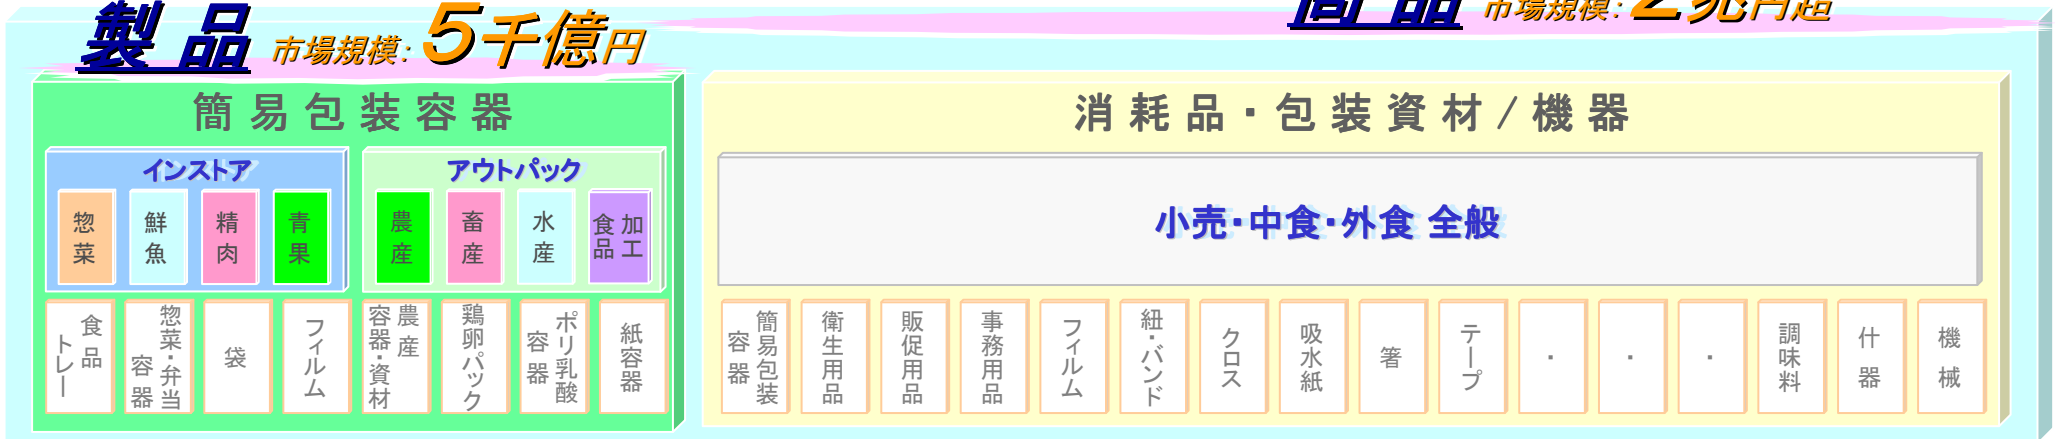 製品 市場規模：5千億円
商品 市場規模：2兆円超
簡易包装容器
インストア
惣菜
鮮魚
精肉
青果
アウトパック
農産
畜産
水産
加工食品
食品トレー
惣菜・弁当容器
袋
フィルム
農産容器・資材
鶏卵パック
ポリ乳酸容器
紙容器
消耗品・包装資材/機器
小売・中食・外食 全般
簡易包装容器
衛生用品
販促用品
事務用品
フィルム
紐・バンド
クロス
吸水紙
箸
テープ
・
・
・
調味料
什器
機械